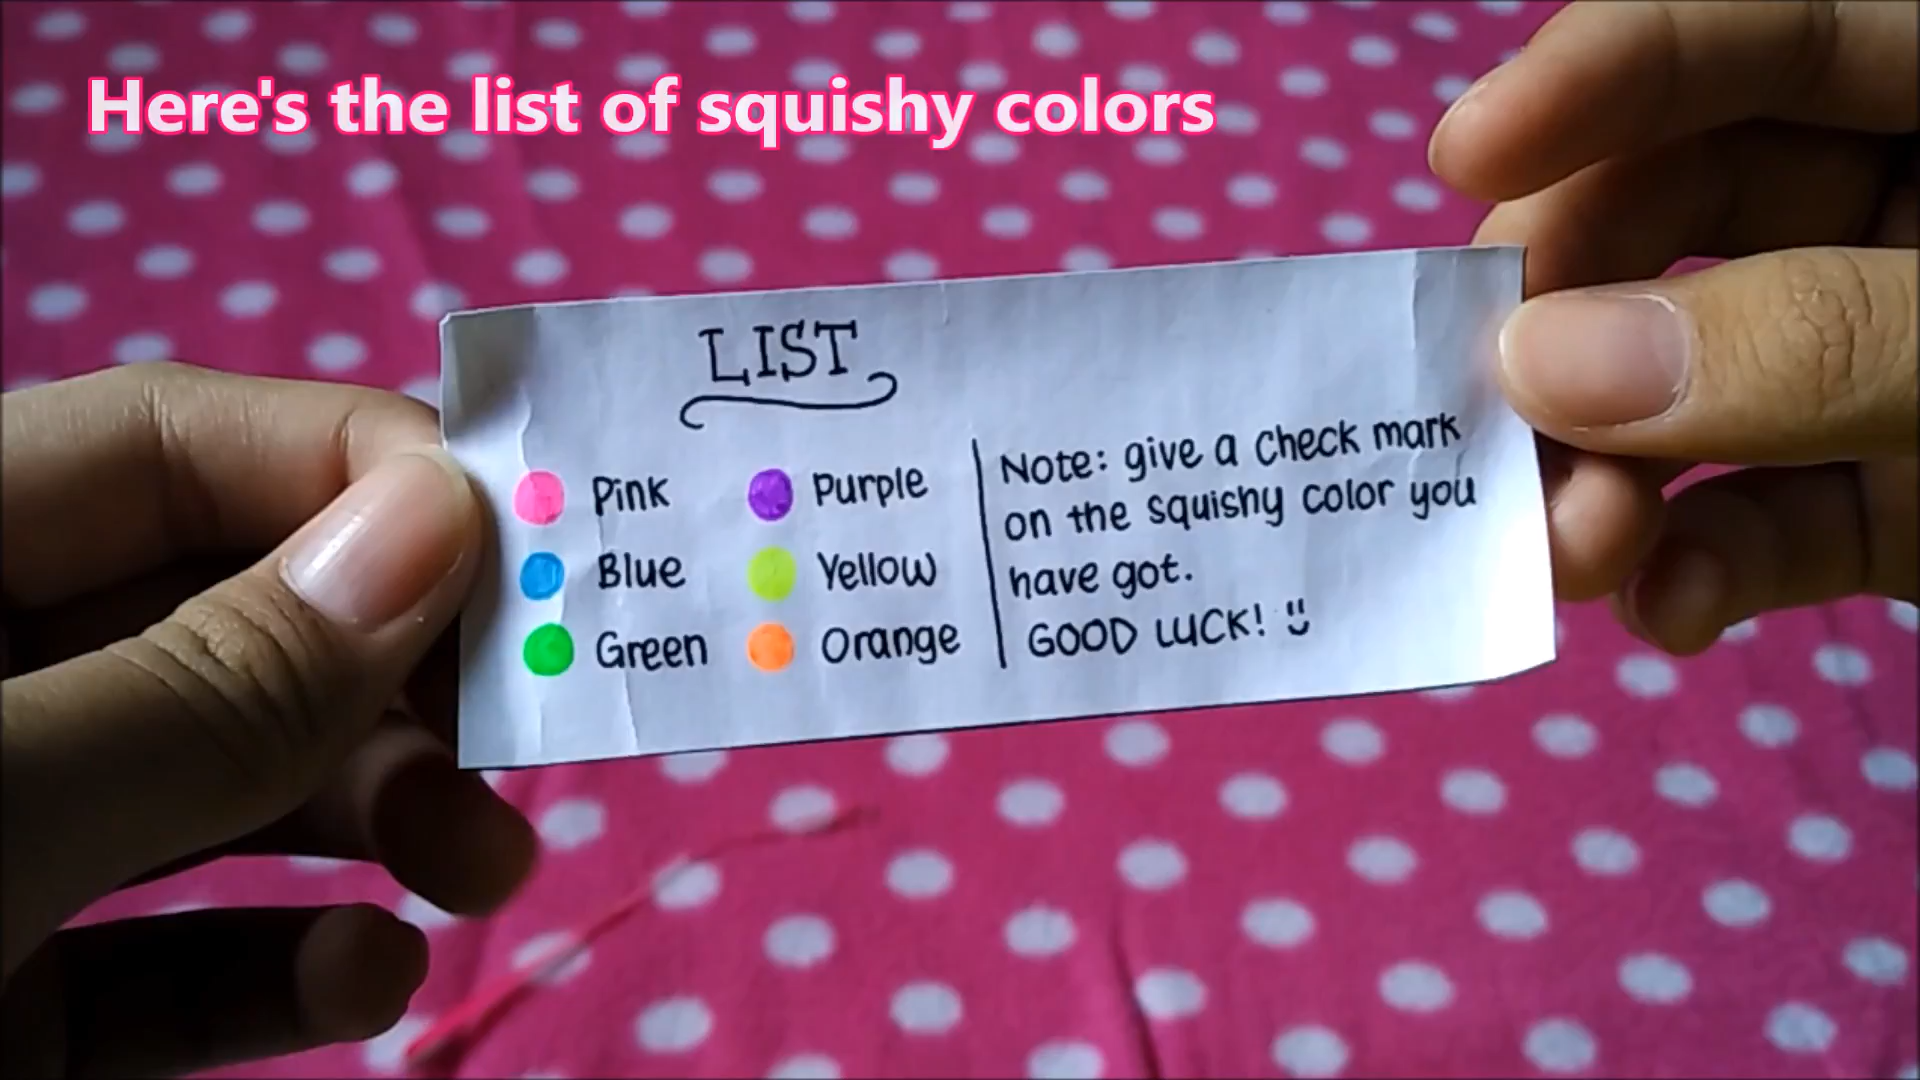 Here's the list of squishy colors
LIST
Pink
Blue
Green
Purple
Yellow
Orange
Note: give a check mark
on the squishy color you
have got.
GOOD LUCK!